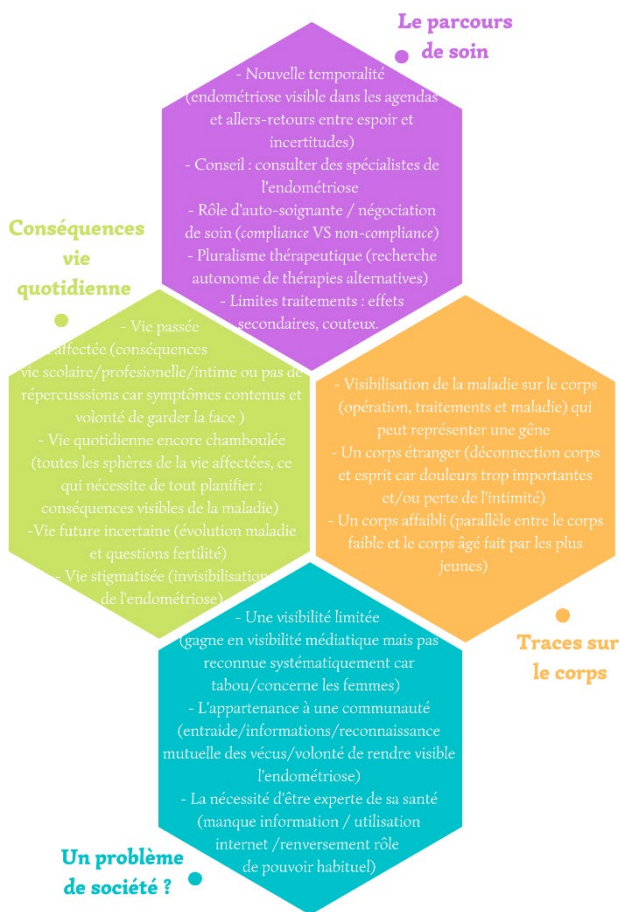 Le parcours
de soin
- Nouvelle temporalité
(endométriose visible dans les agendas
et allers-retours entre espoir et
incertitudes)
- Conseil : consulter des spécialistes de
l'endométriose
- Rôle d'auto-soignante / négociation
de soin (compliance VS non-compliance)
- Pluralisme thérapeutique (recherche
autonome de thérapies alternatives)
- Limites traitements : effets
secondaires, couteux.
Conséquences
vie
quotidienne
- Vie passée
affectée (conséquences
vie scolaire/profesionelle/intime ou pas de
répercusssions car symptômes contenus et
volonté de garder la face )
- Vie quotidienne encore chamboulée
(toutes les sphères de la vie affectées, ce
qui nécessite de tout planifier :
conséquences visibles de la maladie)
-Vie future incertaine (évolution maladie
et questions fertilité)
- Vie stigmatisée (invisibilisation
de l'endométriose)
- Visibilisation de la maladie sur le corps
(opération, traitements et maladie) qui
peut représenter une gêne
- Un corps étranger (déconnection corps
et esprit car douleurs trop importantes
et/ou perte de l'intimité)
- Un corps affaibli (parallèle entre le corps
faible et le corps âgé fait par les plus
jeunes)
Traces sur
le corps
- Une visibilité limitée
(gagne en visibilité médiatique mais pas
reconnue systématiquement car
tabou/concerne les femmes)
- L'appartenance à une communauté
(entraide/informations/reconnaissance
mutuelle des vécus/volonté de rendre visible
l'endométriose)
- La nécessité d'être experte de sa santé
(manque information / utilisation
internet /renversement rôle
de pouvoir habituel)
Un problème
de société ?